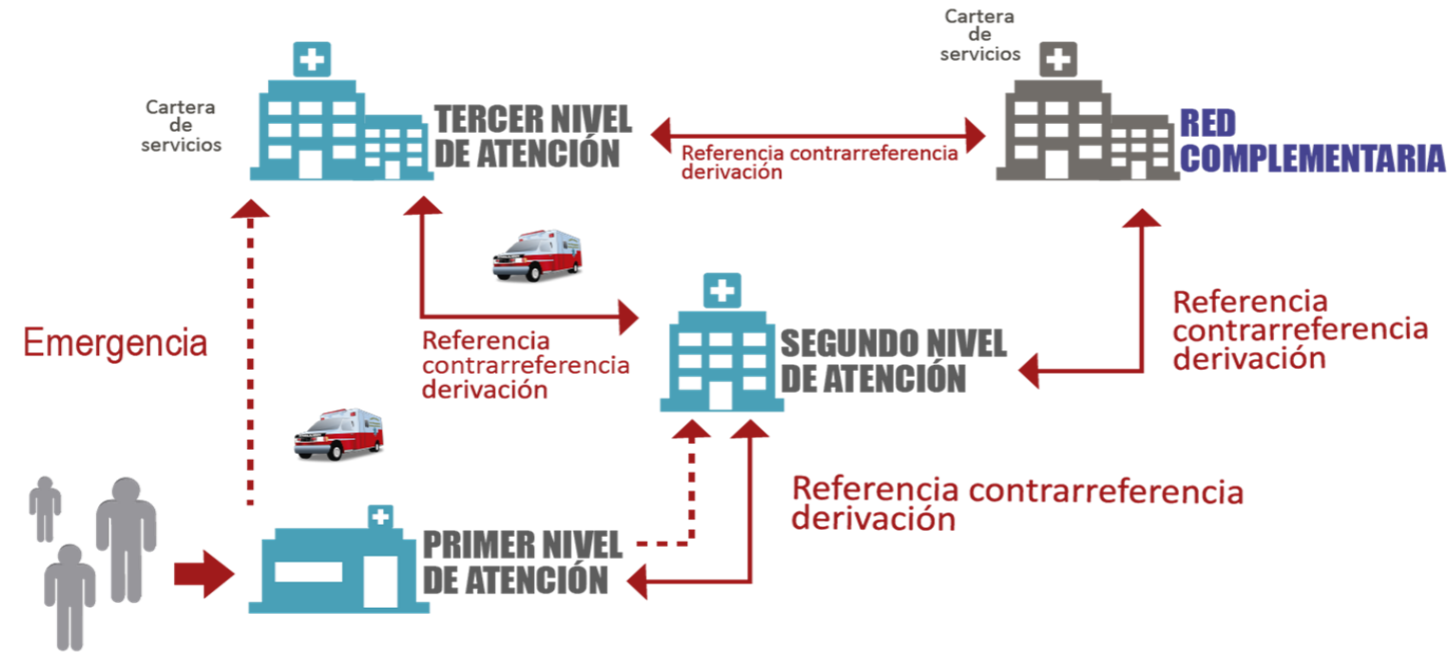 Cartera
de
servicios
Cartera
de
servicios
TERCER NIVEL
DE ATENCIÓN
Referencia contrarreferencia
derivación
RED
COMPLEMENTARIA
Emergencia
Referencia
contrarreferencia
derivación
SEGUNDO NIVEL
DE ATENCIÓN
Referencia
contrarreferencia
derivación
Referencia contrarreferencia
derivación
PRIMER NIVEL
DE ATENCIÓN